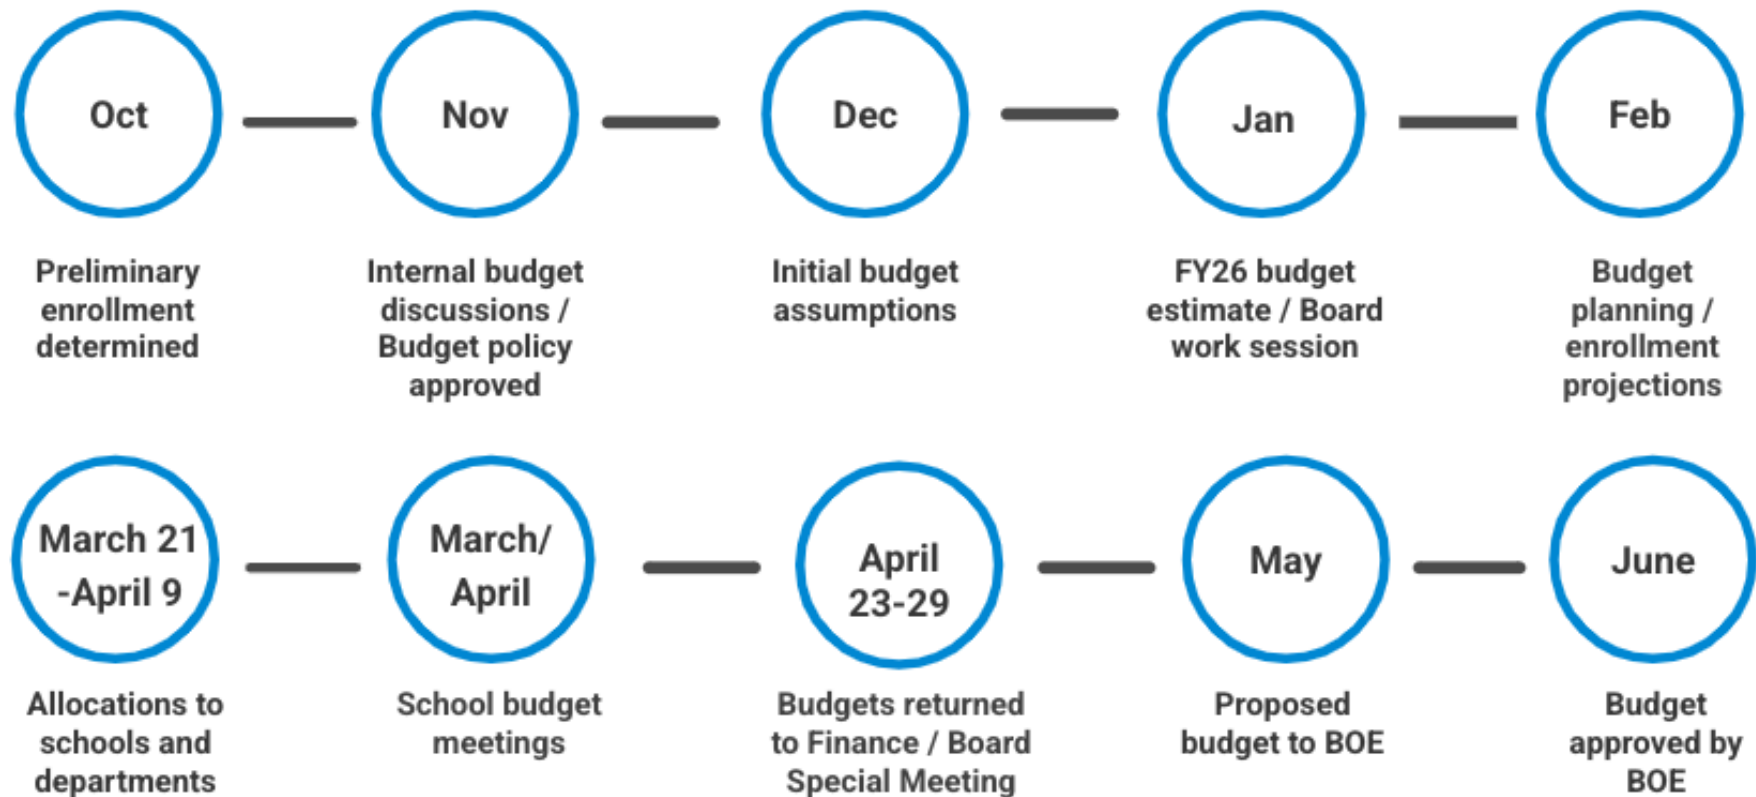 Oct
Nov
Dec
Jan
Feb
Preliminary
enrollment
determined
Internal budget
discussions /
Budget policy
approved
Initial budget
assumptions
FY26 budget
estimate / Board
work session
Budget
planning /
enrollment
projections
March 21
-April 9
March/
April
April
23-29
May
June
Allocations to
schools and
departments
School budget
meetings
Budgets returned
to Finance / Board
Special Meeting
Proposed
budget to BOE
Budget
approved by
BOE